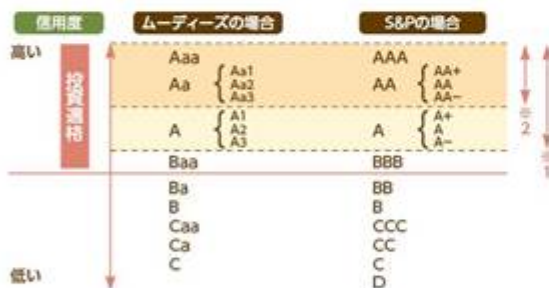 信用度 ムーディーズの場合 S&Pの場合
高い
投資適格
Aaa AAA
Aa { Aa1 Aa2 Aa3 AA { AA+ AA AA−
A { A1 A2 A3 A { A+ A A−
Baa BBB
Ba BB
B B
Caa CCC
Ca CC
C C
D
低い
※2
※1